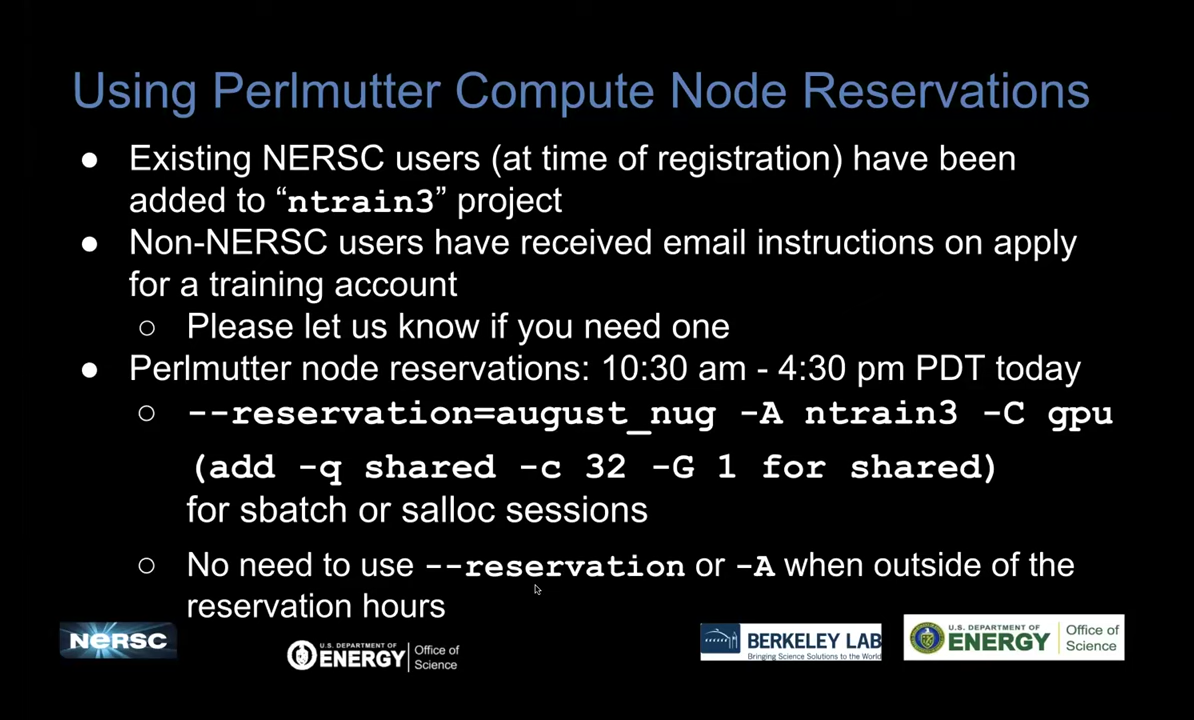 Using Perlmutter Compute Node Reservations
● Existing NERSC users (at time of registration) have been
added to “ntrain3” project
● Non-NERSC users have received email instructions on apply
for a training account
○ Please let us know if you need one
● Perlmutter node reservations: 10:30 am - 4:30 pm PDT today
○ --reservation=august_nug -A ntrain3 -C gpu
(add -q shared -c 32 -G 1 for shared)
for sbatch or salloc sessions
○ No need to use --reservation or -A when outside of the
reservation hours
NERSC
U.S. DEPARTMENT OF
ENERGY
Office of
Science
BERKELEY LAB
Bringing Science Solutions to the World
U.S. DEPARTMENT OF
ENERGY
Office of
Science